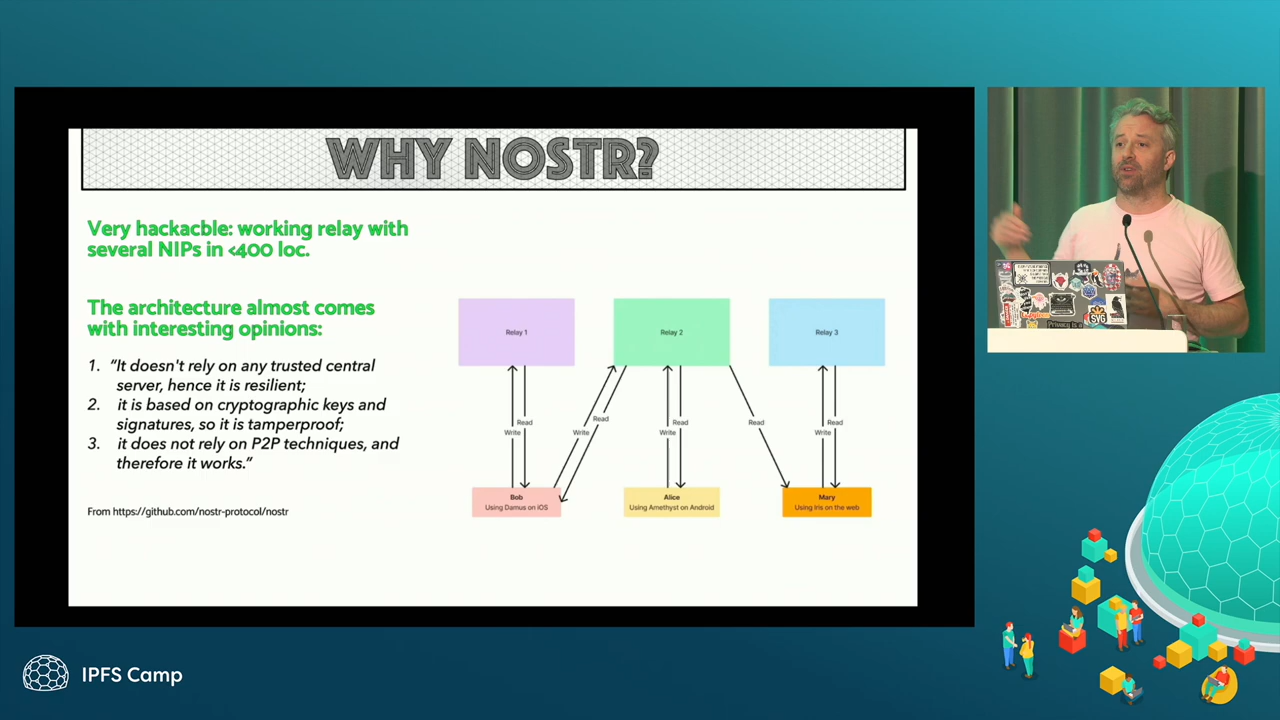 WHY NOSTR?
Very hackacble: working relay with
several NIPs in <400 loc.
The architecture almost comes
with interesting opinions:
1. "It doesn't rely on any trusted central
server, hence it is resilient;
2. it is based on cryptographic keys and
signatures, so it is tamperproof;
3. it does not rely on P2P techniques, and
therefore it works."
From https://github.com/nostr-protocol/nostr
Relay 1
Relay 2
Relay 3
Read
Write
Write
Read
Read
Write
Read
Read
Write
Bob
Using Damus on iOS
Alice
Using Amethyst on Android
Mary
Using Iris on the web
SVG
Privacy is a
IPFS Camp